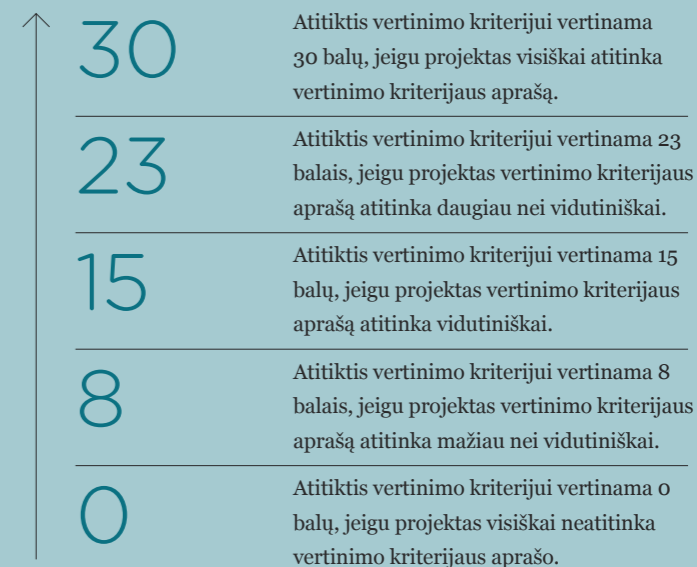 30
Atitiktis vertinimo kriterijui vertinama
30 balų, jeigu projektas visiškai atitinka
vertinimo kriterijaus aprašą.
23
Atitiktis vertinimo kriterijui vertinama 23
balais, jeigu projektas vertinimo kriterijaus
aprašą atitinka daugiau nei vidutiniškai.
15
Atitiktis vertinimo kriterijui vertinama 15
balų, jeigu projektas vertinimo kriterijaus
aprašą atitinka vidutiniškai.
8
Atitiktis vertinimo kriterijui vertinama 8
balais, jeigu projektas vertinimo kriterijaus
aprašą atitinka mažiau nei vidutiniškai.
0
Atitiktis vertinimo kriterijui vertinama 0
balų, jeigu projektas visiškai neatitinka
vertinimo kriterijaus aprašo.